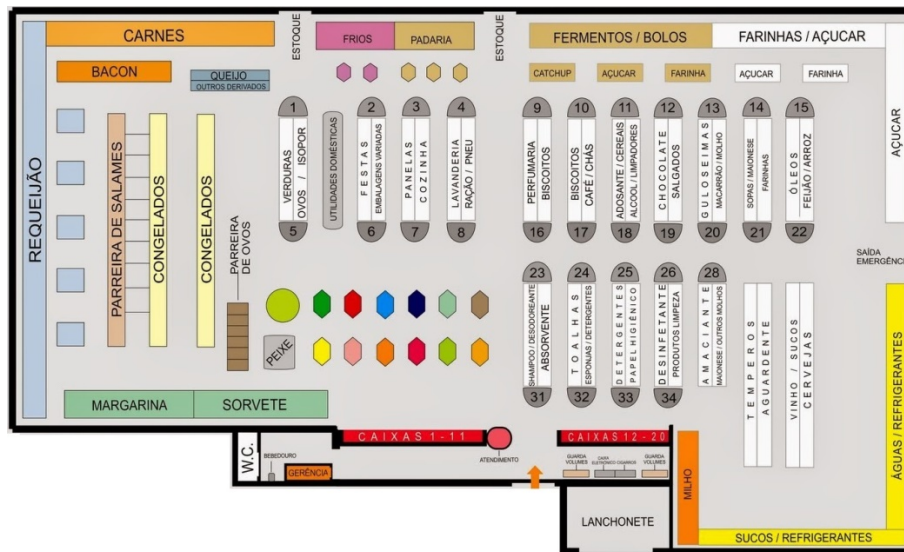 CARNES
ESTOQUE
FRIOS
PADARIA
ESTOQUE
FERMENTOS / BOLOS
FARINHAS / AÇUCAR
BACON
QUEIJO
OUTROS DERIVADOS
CATCHUP
AÇUCAR
FARINHA
AÇUCAR
FARINHA
AÇUCAR
REQUEIJÃO
PARREIRA DE SALAMES
CONGELADOS
CONGELADOS
PARREIRA
DE OVOS
1
VERDURAS
OVOS / ISOPOR
5
UTILIDADES DOMÉSTICAS
2
FESTAS
EMBALAGENS VARIADAS
6
3
PANELAS
COZINHA
7
4
LAVANDERIA
RAÇÃO / PNEU
8
9
PERFUMARIA
BISCOITOS
16
10
BISCOITOS
CAFÉ / CHÁS
17
11
ADOSANTE / CEREAIS
ALCOOL / LIMPADORES
18
12
CHOCOLATE
SALGADOS
19
13
GULOSEIMAS
MACARRÃO / MOLHO
20
14
SOPAS / MAIONESE
FARINHAS
21
15
ÓLEOS
FEIJÃO / ARROZ
22
SAÍDA
EMERGÊNCIA
PEIXE
23
SHAMPOO / DESODOREANTE
ABSORVENTE
31
24
TOALHAS
ESPONJAS / DETERGENTES
32
25
DETERGENTES
PAPEL HIGIÊNICO
33
26
DESINFETANTE
PRODUTOS LIMPEZA
34
28
AMACIANTE
MAIONESE / OUTROS MOLHOS
TEMPEROS
AGUARDENTE
VINHO / SUCOS
CERVEJAS
ÁGUAS / REFRIGERANTES
MARGARINA
SORVETE
W.C.
BEBEDOURO
GERÊNCIA
CAIXAS 1 - 11
ATENDIMENTO
CAIXAS 12 - 20
GUARDA
VOLUMES
CAIXA
ELETRÔNICO
CIGARROS
GUARDA
VOLUMES
MILHO
LANCHONETE
SUCOS / REFRIGERANTES